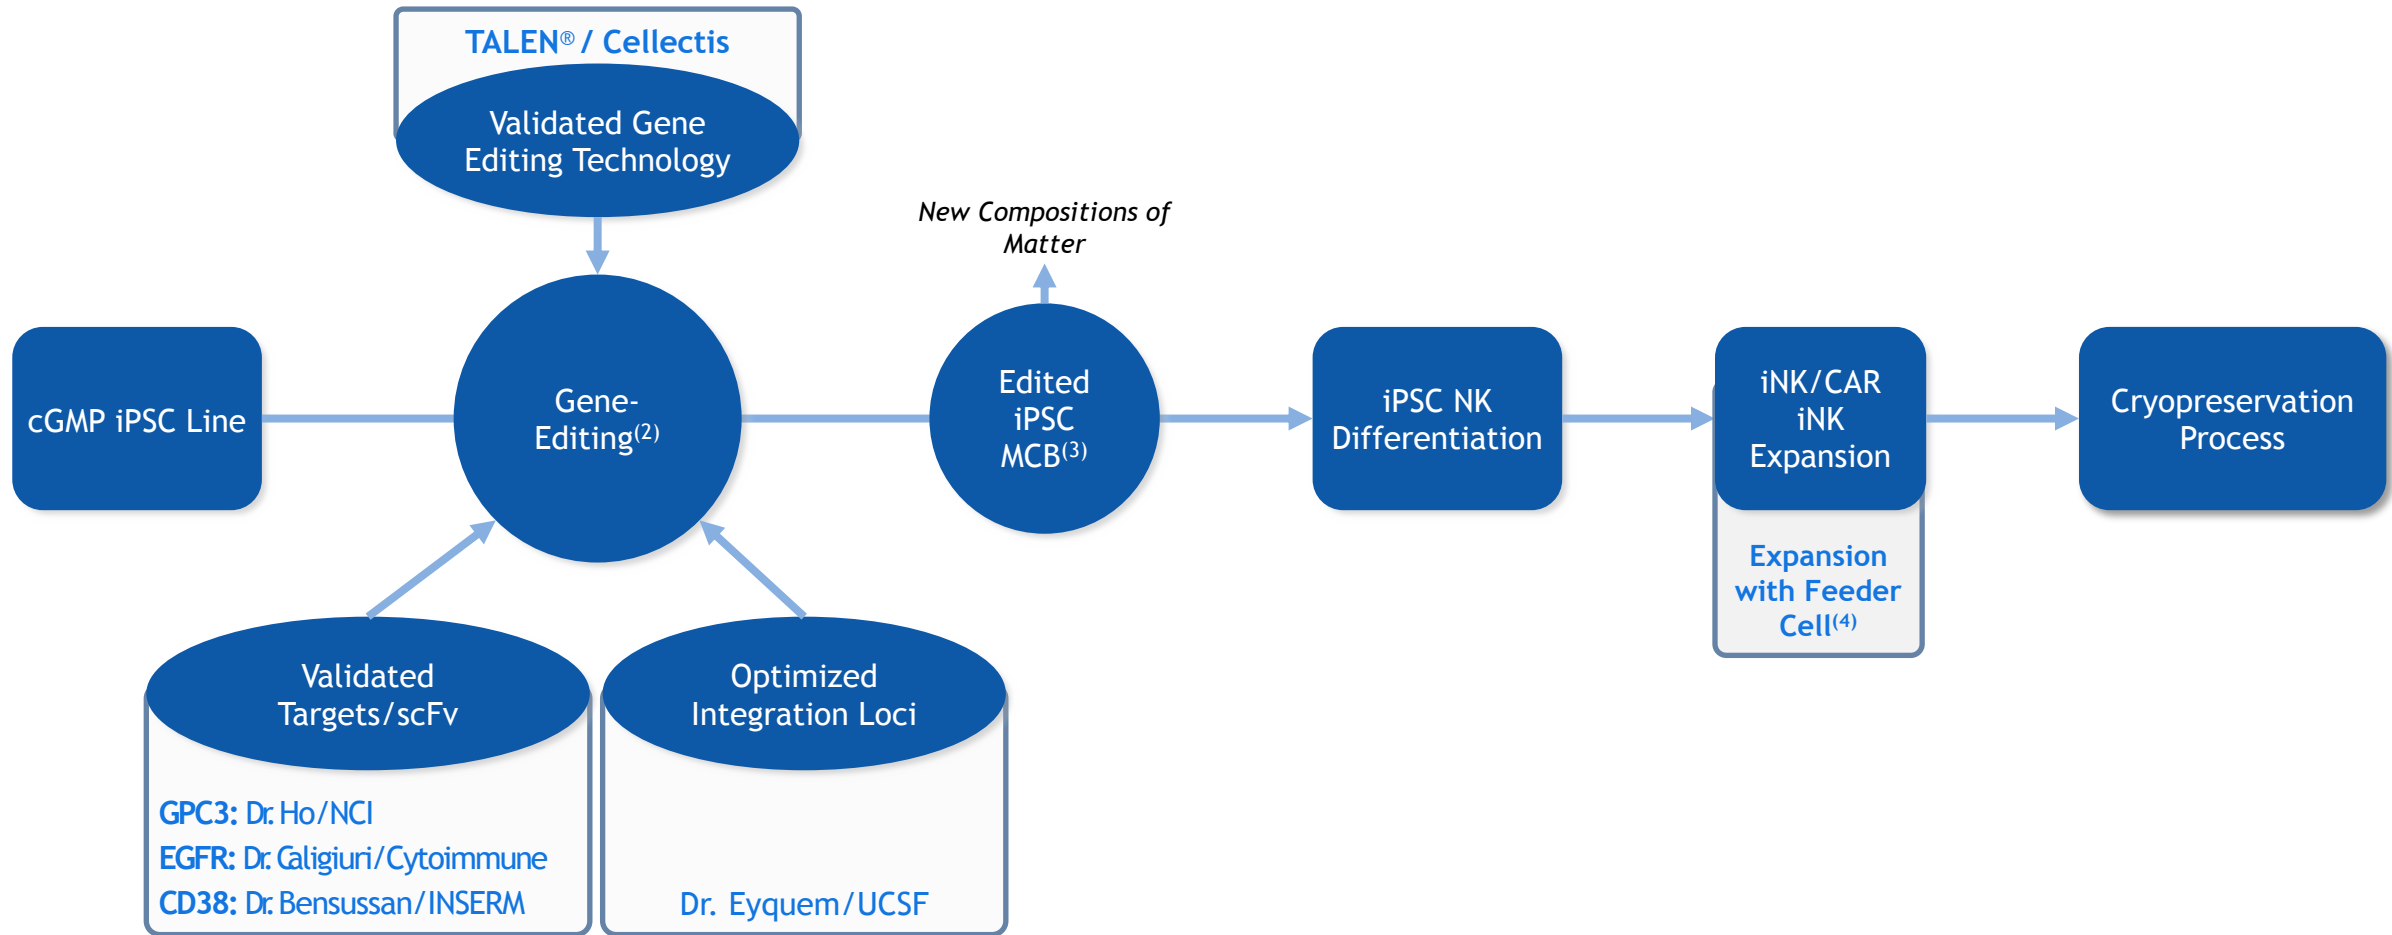 TALEN® / Cellectis
Validated Gene
Editing Technology
New Compositions of
Matter
cGMP iPSC Line
Gene-
Editing(2)
Edited
iPSC
MCB(3)
iPSC NK
Differentiation
iNK/CAR
iNK
Expansion
Cryopreservation
Process
Expansion
with Feeder
Cell(4)
Validated
Targets/scFv
GPC3: Dr. Ho/NCI
EGFR: Dr. Caligiuri/Cytoimmune
CD38: Dr. Bensussan/INSERM
Optimized
Integration Loci
Dr. Eyquem/UCSF